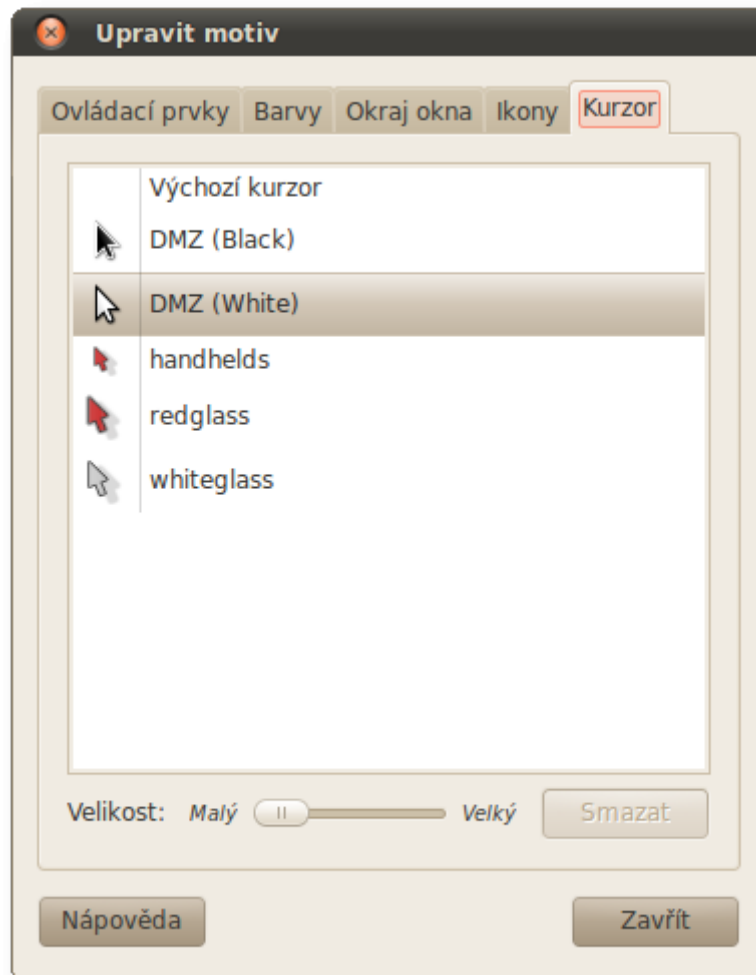 Upravit motiv
Ovládací prvky Barvy Okraj okna Ikony Kurzor
Výchozí kurzor
DMZ (Black)
DMZ (White)
handhelds
redglass
whiteglass
Velikost: Malý Velký Smazat
Nápověda Zavřít